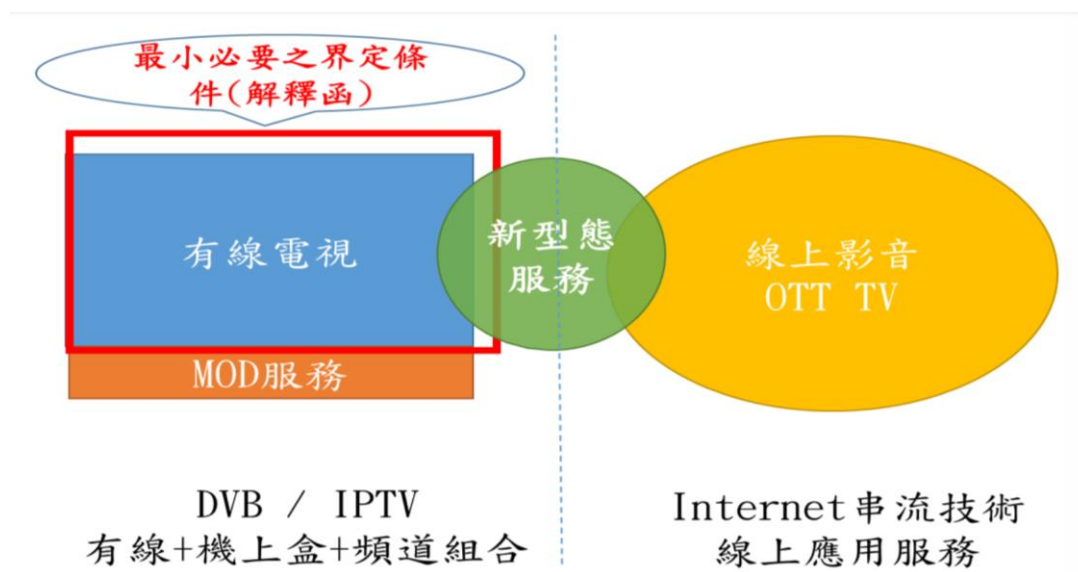 最小必要之界定條
件(解釋函)
有線電視
新型態
服務
線上影音
OTT TV
MOD服務
DVB / IPTV
有線+機上盒+頻道組合
Internet串流技術
線上應用服務